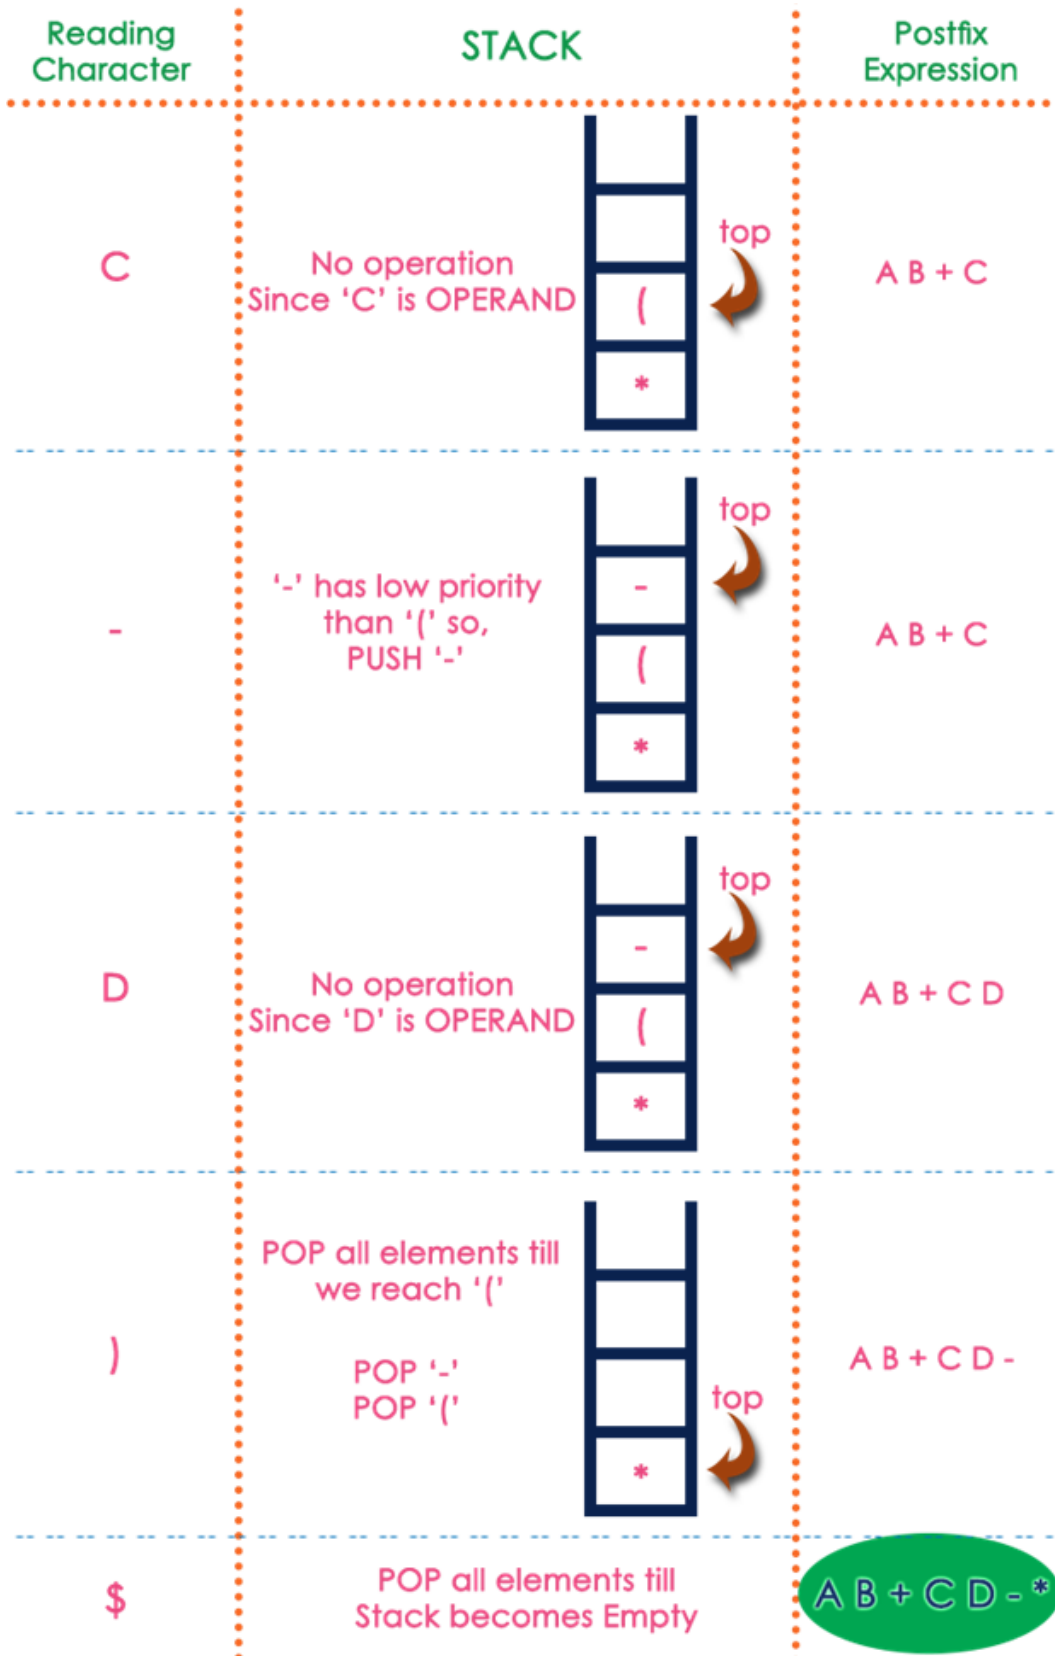 Reading
Character
STACK
Postfix
Expression
C
No operation
Since ‘C’ is OPERAND
top
(
*
A B + C
-
‘-’ has low priority
than ‘(’ so,
PUSH ‘-’
top
-
(
*
A B + C
D
No operation
Since ‘D’ is OPERAND
top
-
(
*
A B + C D
)
POP all elements till
we reach ‘(’
POP ‘-’
POP ‘(’
top
*
A B + C D -
$
POP all elements till
Stack becomes Empty
A B + C D - *